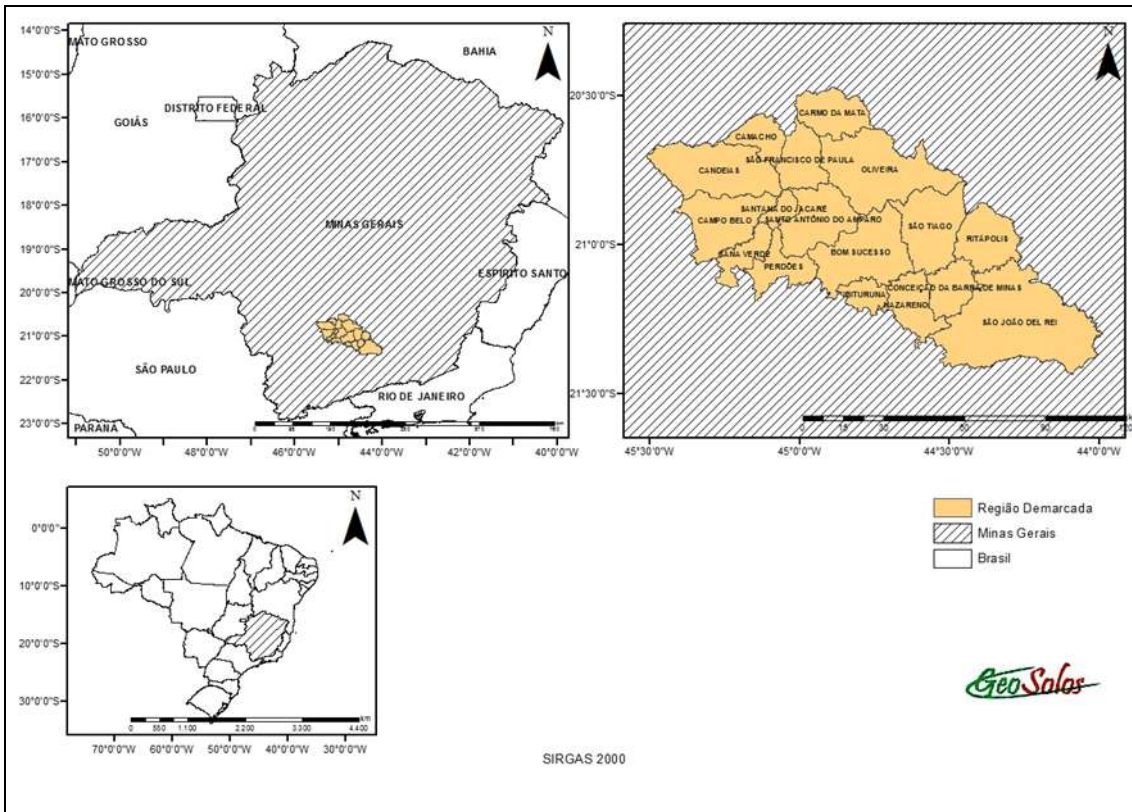 14°0'0"S
15°0'0"S
16°0'0"S
17°0'0"S
18°0'0"S
19°0'0"S
20°0'0"S
21°0'0"S
22°0'0"S
23°0'0"S
MATO GROSSO
N
BAHIA
DISTRITO FEDERAL
GOIÁS
MINAS GERAIS
ESPIRITO SANTO
MATO GROSSO DO SUL
SÃO PAULO
RIO DE JANEIRO
PARANÁ
50°0'0"W 48°0'0"W 46°0'0"W 44°0'0"W 42°0'0"W 40°0'0"W
N
20°30'0"S
21°0'0"S
21°30'0"S
CARMO DA MATA
CAMACHO
SÃO FRANCISCO DE PAULA
CANDEIAS
OLIVEIRA
SANTANA DO JACARÉ
CAMPO BELO
SANTO ANTÔNIO DO AMPARO
SÃO TIAGO
RITÁPOLIS
BOM SUCESSO
CANA VERDE
PERDÕES
CONCEIÇÃO DA BARRA DE MINAS
IBITURUNA
NAZARENO
SÃO JOÃO DEL REI
0 15 30 60 90
45°30'0"W 45°0'0"W 44°30'0"W 44°0'0"W
N
0°0'0"
10°0'0"S
20°0'0"S
30°0'0"S
km
0 550 1.100 2.200 3.300 4.400
70°0'0"W 60°0'0"W 50°0'0"W 40°0'0"W 30°0'0"W
Região Demarcada
Minas Gerais
Brasil
GeoSolos
SIRGAS 2000